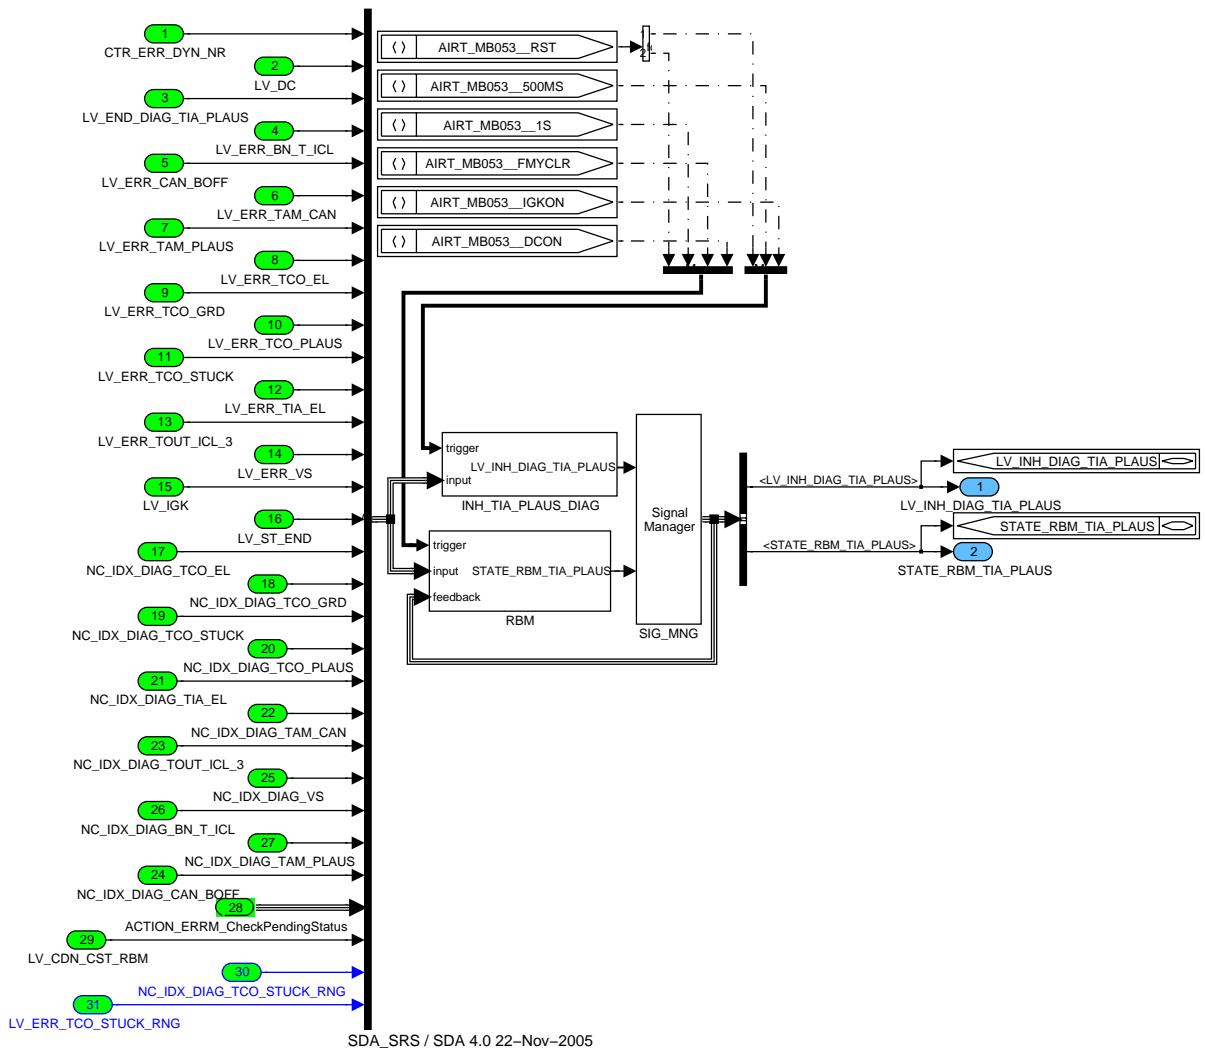 1
CTR_ERR_DYN_NR
2
LV_DC
3
LV_END_DIAG_TIA_PLAUS
4
LV_ERR_BN_T_ICL
5
LV_ERR_CAN_BOFF
6
LV_ERR_TAM_CAN
7
LV_ERR_TAM_PLAUS
8
LV_ERR_TCO_EL
9
LV_ERR_TCO_GRD
10
LV_ERR_TCO_PLAUS
11
LV_ERR_TCO_STUCK
12
LV_ERR_TIA_EL
13
LV_ERR_TOUT_ICL_3
14
LV_ERR_VS
15
LV_IGK
16
LV_ST_END
17
NC_IDX_DIAG_TCO_EL
18
NC_IDX_DIAG_TCO_GRD
19
NC_IDX_DIAG_TCO_STUCK
20
NC_IDX_DIAG_TCO_PLAUS
21
NC_IDX_DIAG_TIA_EL
22
NC_IDX_DIAG_TAM_CAN
23
NC_IDX_DIAG_TOUT_ICL_3
25
NC_IDX_DIAG_VS
26
NC_IDX_DIAG_BN_T_ICL
27
NC_IDX_DIAG_TAM_PLAUS
24
NC_IDX_DIAG_CAN_BOFF
28
ACTION_ERRM_CheckPendingStatus
29
LV_CDN_CST_RBM
30
NC_IDX_DIAG_TCO_STUCK_RNG
31
LV_ERR_TCO_STUCK_RNG
( ) AIRT_MB053__RST
( ) AIRT_MB053__500MS
( ) AIRT_MB053__1S
( ) AIRT_MB053__FMYCLR
( ) AIRT_MB053__IGKON
( ) AIRT_MB053__DCON
trigger
LV_INH_DIAG_TIA_PLAUS
input
INH_TIA_PLAUS_DIAG
trigger
input STATE_RBM_TIA_PLAUS
feedback
RBM
Signal
Manager
SIG_MNG
LV_INH_DIAG_TIA_PLAUS
<LV_INH_DIAG_TIA_PLAUS>
1
LV_INH_DIAG_TIA_PLAUS
STATE_RBM_TIA_PLAUS
<STATE_RBM_TIA_PLAUS>
2
STATE_RBM_TIA_PLAUS
SDA_SRS / SDA 4.0 22–Nov–2005